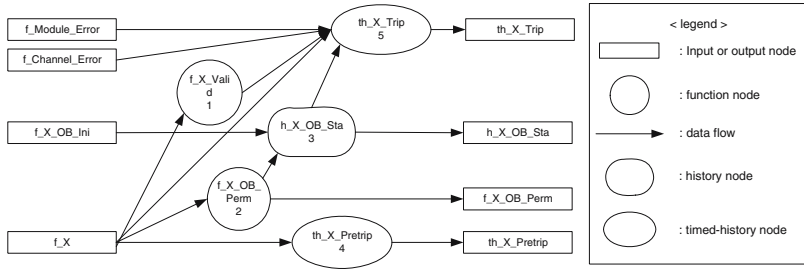 f_Module_Error
f_Channel_Error
f_X_OB_Ini
f_X
f_X_Vali
d
1
f_X_OB_
Perm
2
h_X_OB_Sta
3
th_X_Pretrip
4
th_X_Trip
5
th_X_Trip
h_X_OB_Sta
f_X_OB_Perm
th_X_Pretrip
< legend >
: Input or output node
: function node
: data flow
: history node
: timed-history node